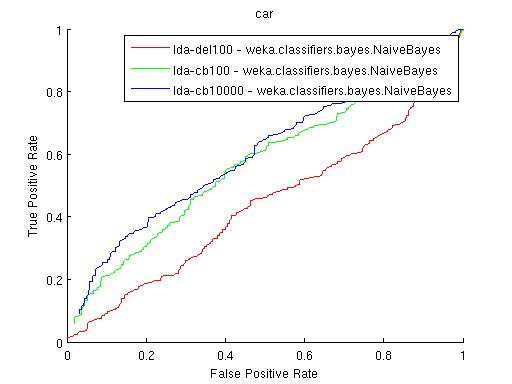 car
lda-del100 - weka.classifiers.bayes.NaiveBayes
lda-cb100 - weka.classifiers.bayes.NaiveBayes
lda-cb10000 - weka.classifiers.bayes.NaiveBayes
1
0.8
0.6
0.4
0.2
0
True Positive Rate
0 0.2 0.4 0.6 0.8 1
False Positive Rate